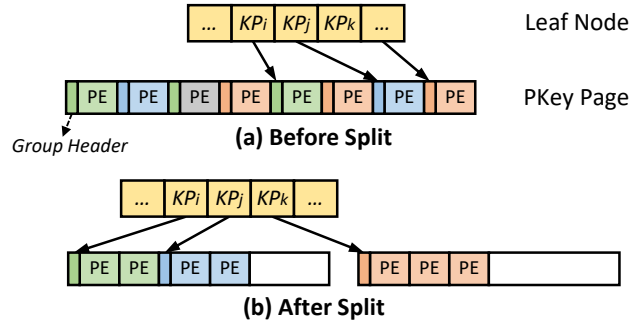 ... KPi KPj KPk ... Leaf Node
PE PE PE PE PE PE PE PE PKey Page
Group Header
(a) Before Split
... KPi KPj KPk ...
PE PE PE PE PE PE PE
(b) After Split